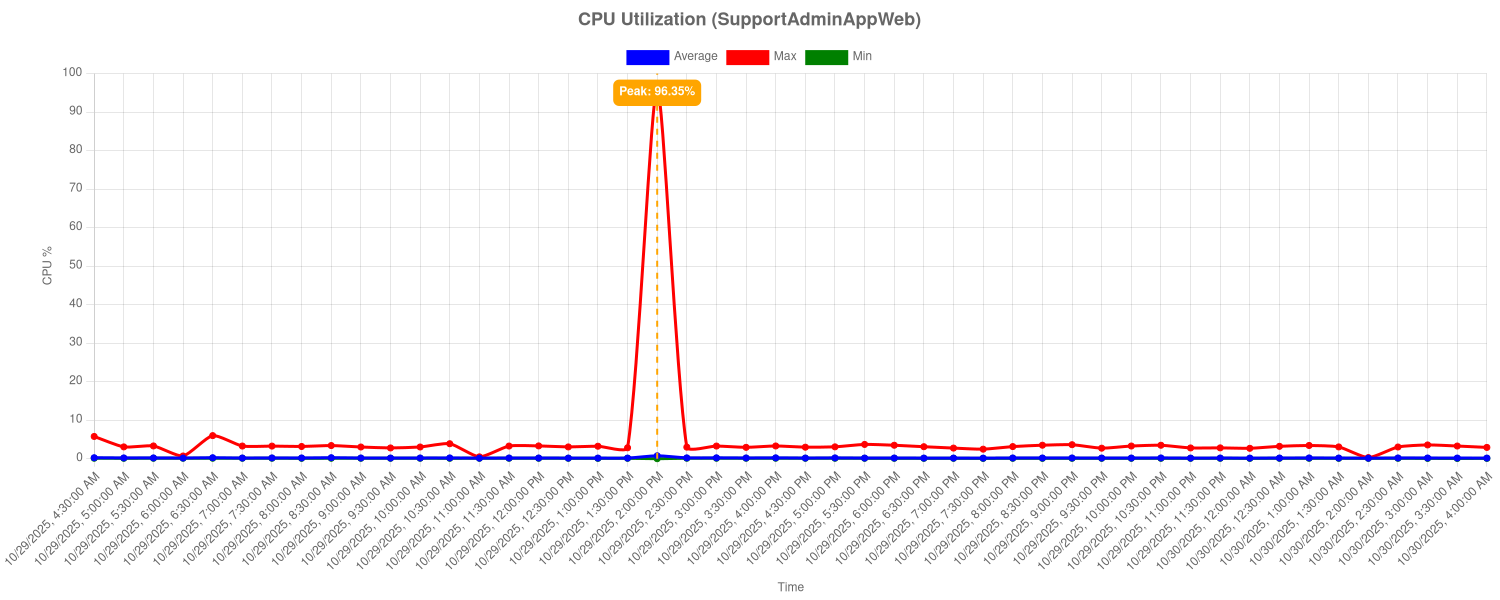 CPU Utilization (SupportAdminAppWeb)
Average Max Min
Peak: 96.35%
100
90
80
70
60
50
40
30
20
10
0
CPU %
10/29/2025, 4:30:00 AM
10/29/2025, 5:00:00 AM
10/29/2025, 5:30:00 AM
10/29/2025, 6:00:00 AM
10/29/2025, 6:30:00 AM
10/29/2025, 7:00:00 AM
10/29/2025, 7:30:00 AM
10/29/2025, 8:00:00 AM
10/29/2025, 8:30:00 AM
10/29/2025, 9:00:00 AM
10/29/2025, 9:30:00 AM
10/29/2025, 10:00:00 AM
10/29/2025, 10:30:00 AM
10/29/2025, 11:00:00 AM
10/29/2025, 11:30:00 AM
10/29/2025, 12:00:00 PM
10/29/2025, 12:30:00 PM
10/29/2025, 1:00:00 PM
10/29/2025, 1:30:00 PM
10/29/2025, 2:00:00 PM
10/29/2025, 2:30:00 PM
10/29/2025, 3:00:00 PM
10/29/2025, 3:30:00 PM
10/29/2025, 4:00:00 PM
10/29/2025, 4:30:00 PM
10/29/2025, 5:00:00 PM
10/29/2025, 5:30:00 PM
10/29/2025, 6:00:00 PM
10/29/2025, 6:30:00 PM
10/29/2025, 7:00:00 PM
10/29/2025, 7:30:00 PM
10/29/2025, 8:00:00 PM
10/29/2025, 8:30:00 PM
10/29/2025, 9:00:00 PM
10/29/2025, 9:30:00 PM
10/29/2025, 10:00:00 PM
10/29/2025, 10:30:00 PM
10/29/2025, 11:00:00 PM
10/29/2025, 11:30:00 PM
10/30/2025, 12:00:00 AM
10/30/2025, 12:30:00 AM
10/30/2025, 1:00:00 AM
10/30/2025, 1:30:00 AM
10/30/2025, 2:00:00 AM
10/30/2025, 2:30:00 AM
10/30/2025, 3:00:00 AM
10/30/2025, 3:30:00 AM
10/30/2025, 4:00:00 AM
Time